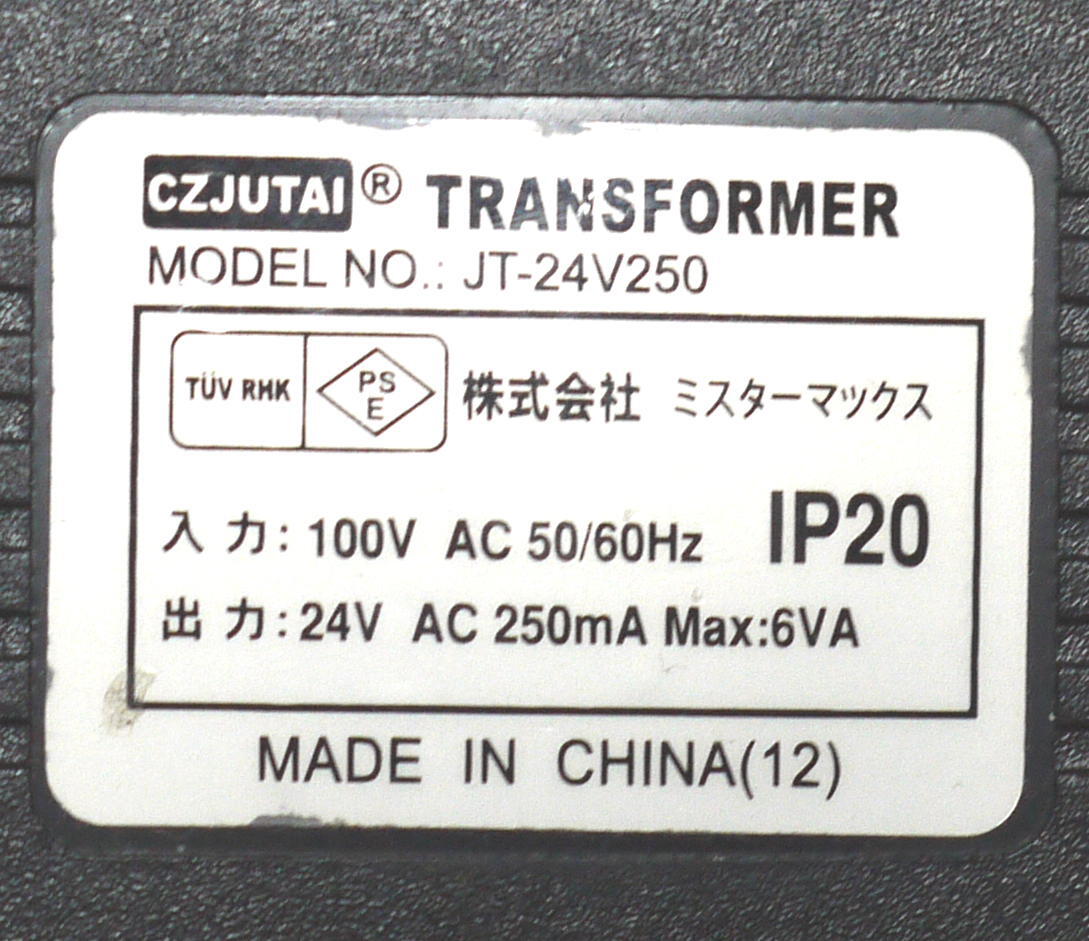 CZJUTAI® TRANSFORMER
MODEL NO.: JT-24V250
TÜV RHK PS E 株式会社 ミスターマックス
入力: 100V AC 50/60Hz IP20
出力: 24V AC 250mA Max:6VA
MADE IN CHINA(12)